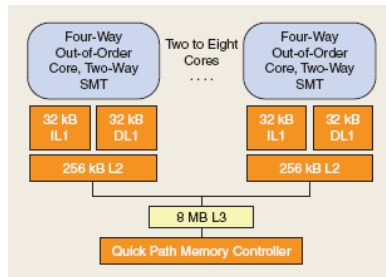 Four-Way
Out-of-Order
Core, Two-Way
SMT
Two to Eight
Cores
. . . .
Four-Way
Out-of-Order
Core, Two-Way
SMT
32 kB
IL1
32 kB
DL1
32 kB
IL1
32 kB
DL1
256 kB L2
256 kB L2
8 MB L3
Quick Path Memory Controller